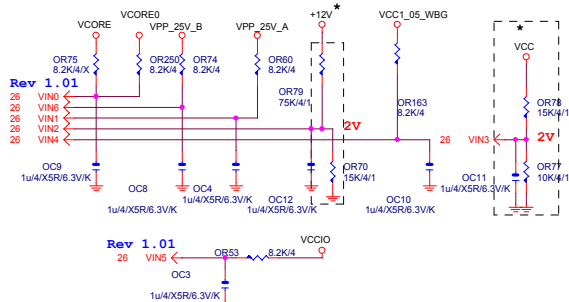 VCORE
VCORE0
VPP_25V_B
VPP_25V_A
+12V
*
VCC1_05_WBG
*
VCC
OR75
8.2K/4/X
OR250
8.2K/4
OR74
8.2K/4
OR60
8.2K/4
OR79
75K/4/1
OR163
8.2K/4
OR78
15K/4/1
Rev 1.01
26 VIN0
26 VIN6
26 VIN1
26 VIN2
26 VIN4
2V
26 VIN3
2V
OR70
15K/4/1
OR77
10K/4/1
OC9
1u/4/X5R/6.3V/K
OC8
1u/4/X5R/6.3V/K
OC4
1u/4/X5R/6.3V/K
OC12
1u/4/X5R/6.3V/K
OC10
1u/4/X5R/6.3V/K
OC11
1u/4/X5R/6.3V/K
Rev 1.01
26 VIN5
OR53
8.2K/4
VCCIO
OC3
1u/4/X5R/6.3V/K